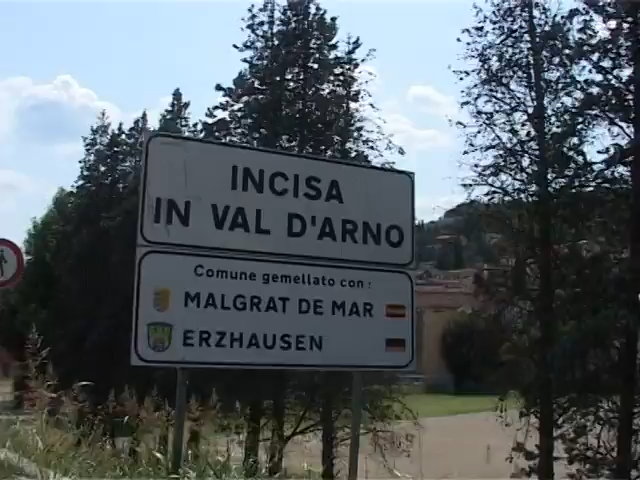 INCISA
IN VAL D'ARNO
Comune gemellato con:
MALGRAT DE MAR
ERZHAUSEN